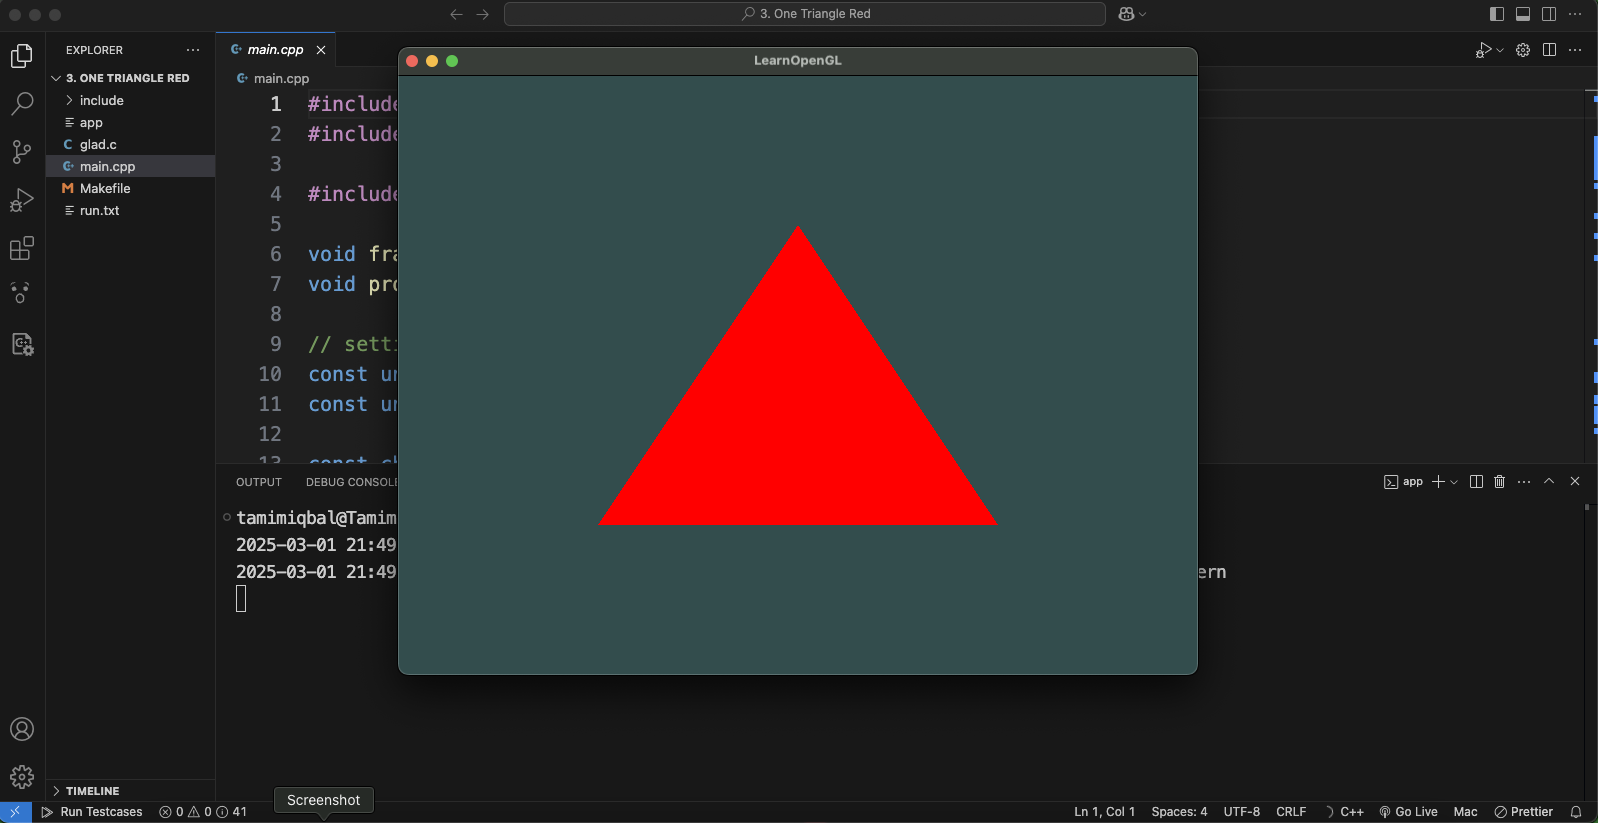 3. One Triangle Red
EXPLORER
main.cpp
3. ONE TRIANGLE RED
include
app
glad.c
main.cpp
Makefile
run.txt
TIMELINE
main.cpp
1 #include
2 #include
3
4 #include
5
6 void fra
7 void pro
8
9 // setti
10 const un
11 const un
12
LearnOpenGL
OUTPUT DEBUG CONSOLE
app
tamimiqbal@Tamim
2025-03-01 21:49
2025-03-01 21:49 ern
Screenshot
Run Testcases 0 0 41
Ln 1, Col 1 Spaces: 4 UTF-8 CRLF C++ Go Live Mac Prettier